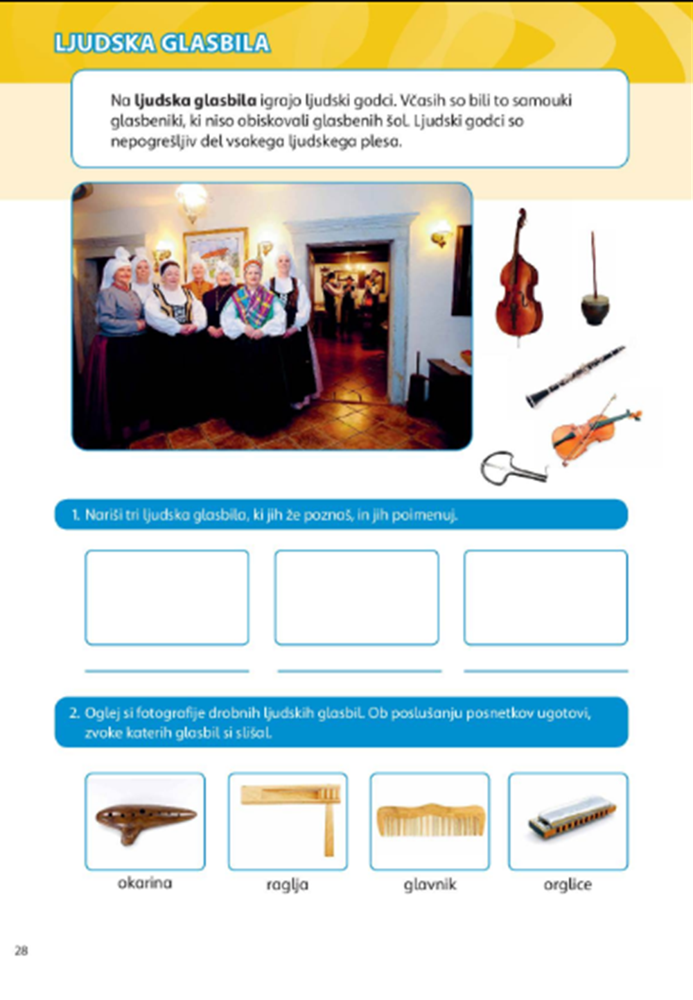 LJUDSKA GLASBILA
Na ljudska glasbila igrajo ljudski godci. Včasih so bili to samouki
glasbeniki, ki niso obiskovali glasbenih šol. Ljudski godci so
nepogrešljiv del vsakega ljudskega plesa.
1. Nariši tri ljudska glasbila, ki jih že poznaš, in jih poimenuj.
2. Oglej si fotografije drobnih ljudskih glasbil. Ob poslušanju posnetkov ugotovi,
zvoke katerih glasbil si slišal.
okarina
raglja
glavnik
orglice
28